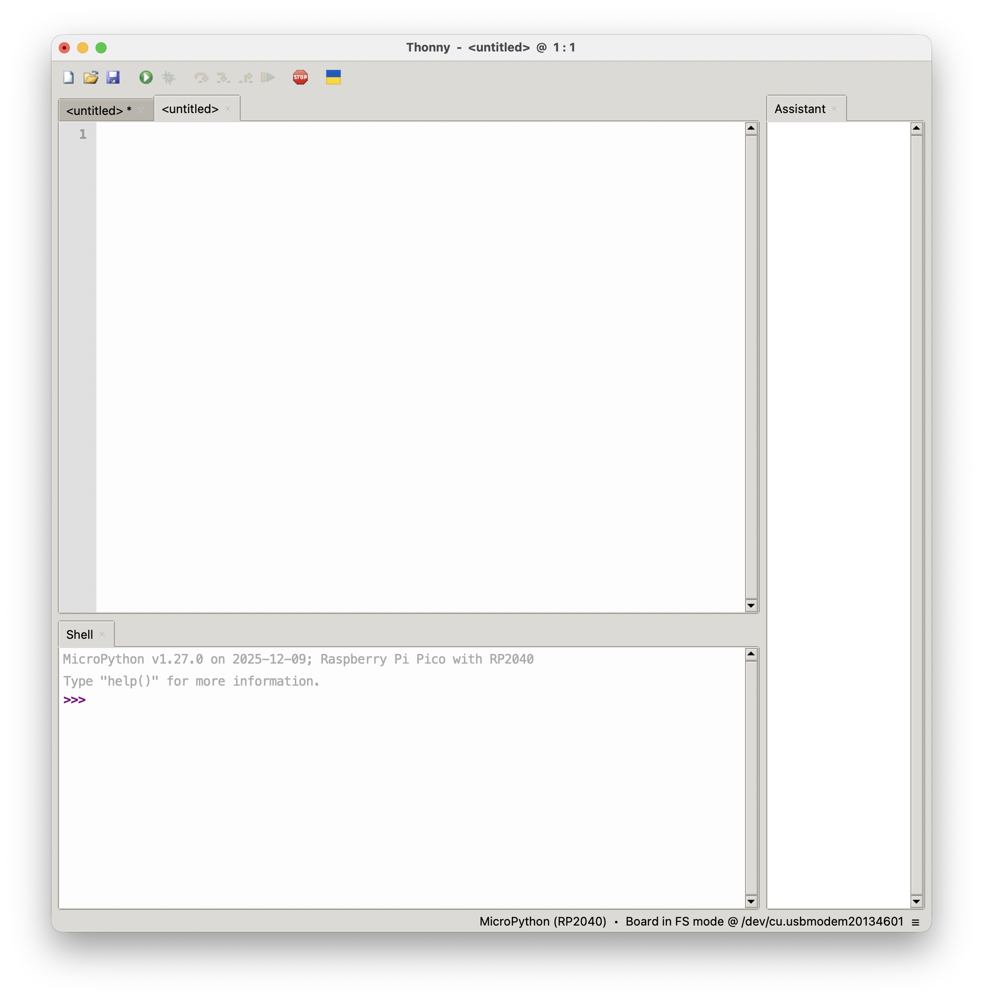 Thonny - <untitled> @ 1:1
STOP
<untitled> *
<untitled>
Assistant
1
Shell
MicroPython v1.27.0 on 2025-12-09; Raspberry Pi Pico with RP2040
Type "help()" for more information.
>>>
MicroPython (RP2040) • Board in FS mode @ /dev/cu.usbmodem20134601 ≡